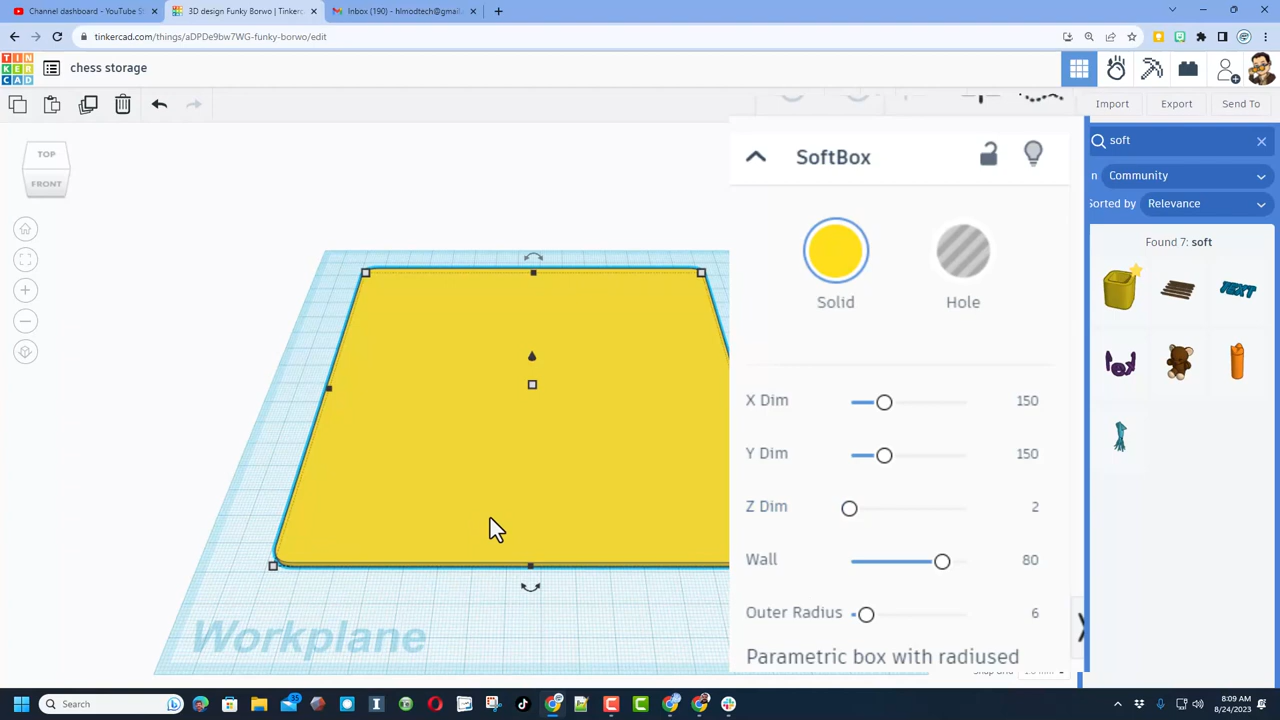 Channel dashboard - YouTube St
3D design Funky Borwo | Tinkerc
Inbox (190) - hlmodtech@gmail.
tinkercad.com/things/aDPDe9bw7WG-funky-borwo/edit
TIN
KER
CAD
chess storage
Import
Export
Send To
TOP
FRONT
soft
Community
Sorted by
Relevance
Found 7: soft
SoftBox
Solid
Hole
X Dim
150
Y Dim
150
Z Dim
2
Wall
80
Outer Radius
6
Parametric box with radiused
Workplane
Search
8:09 AM
8/24/2023